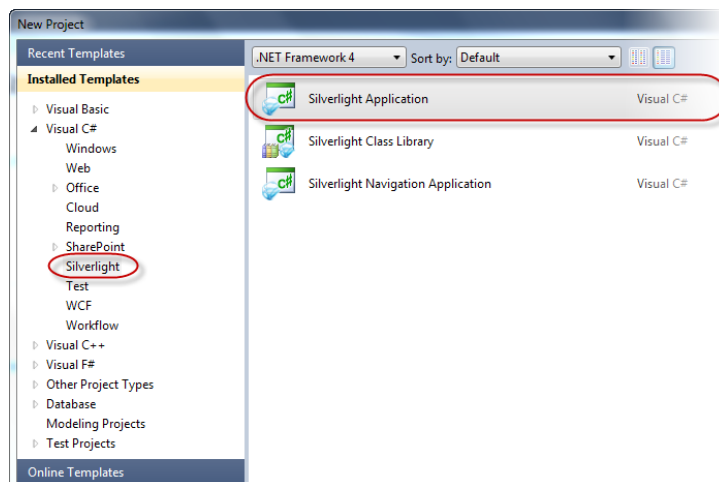 New Project
Recent Templates
Installed Templates
Visual Basic
Visual C#
Windows
Web
Office
Cloud
Reporting
SharePoint
Silverlight
Test
WCF
Workflow
Visual C++
Visual F#
Other Project Types
Database
Modeling Projects
Test Projects
Online Templates
.NET Framework 4 Sort by: Default
C# Silverlight Application Visual C#
C# Silverlight Class Library Visual C#
C# Silverlight Navigation Application Visual C#